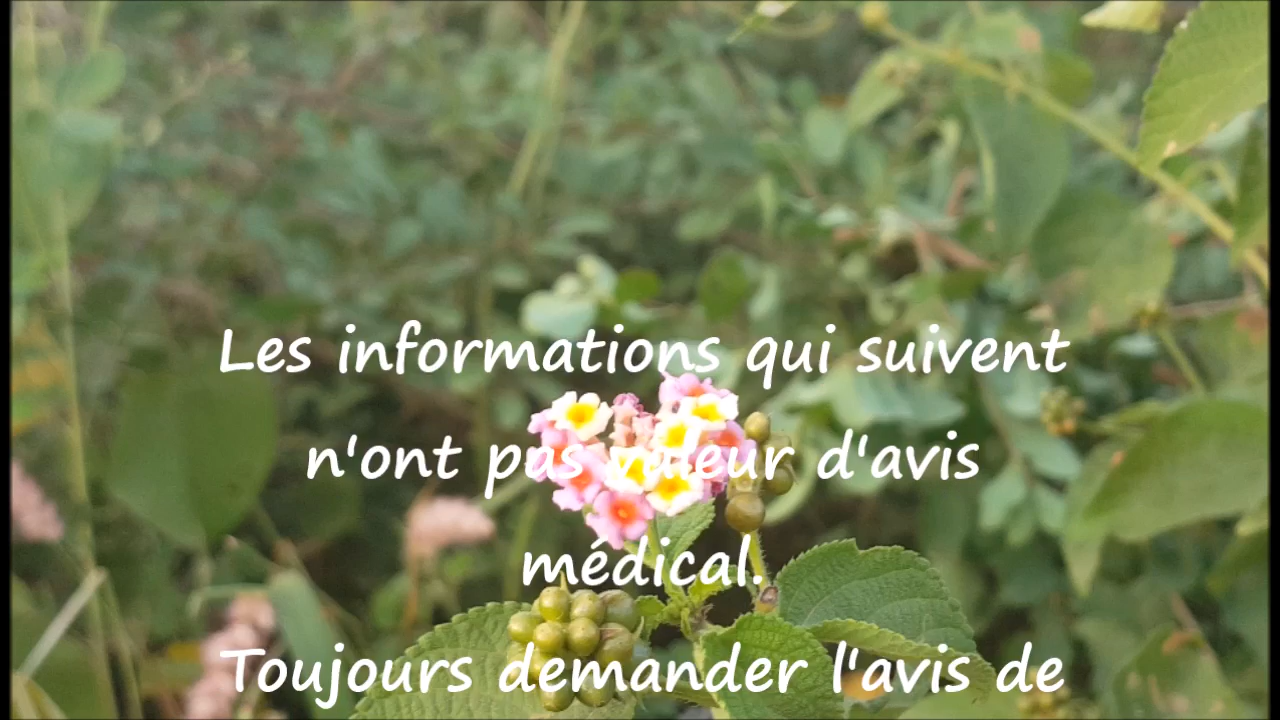 Les informations qui suivent
n'ont pas valeur d'avis
médical.
Toujours demander l'avis de